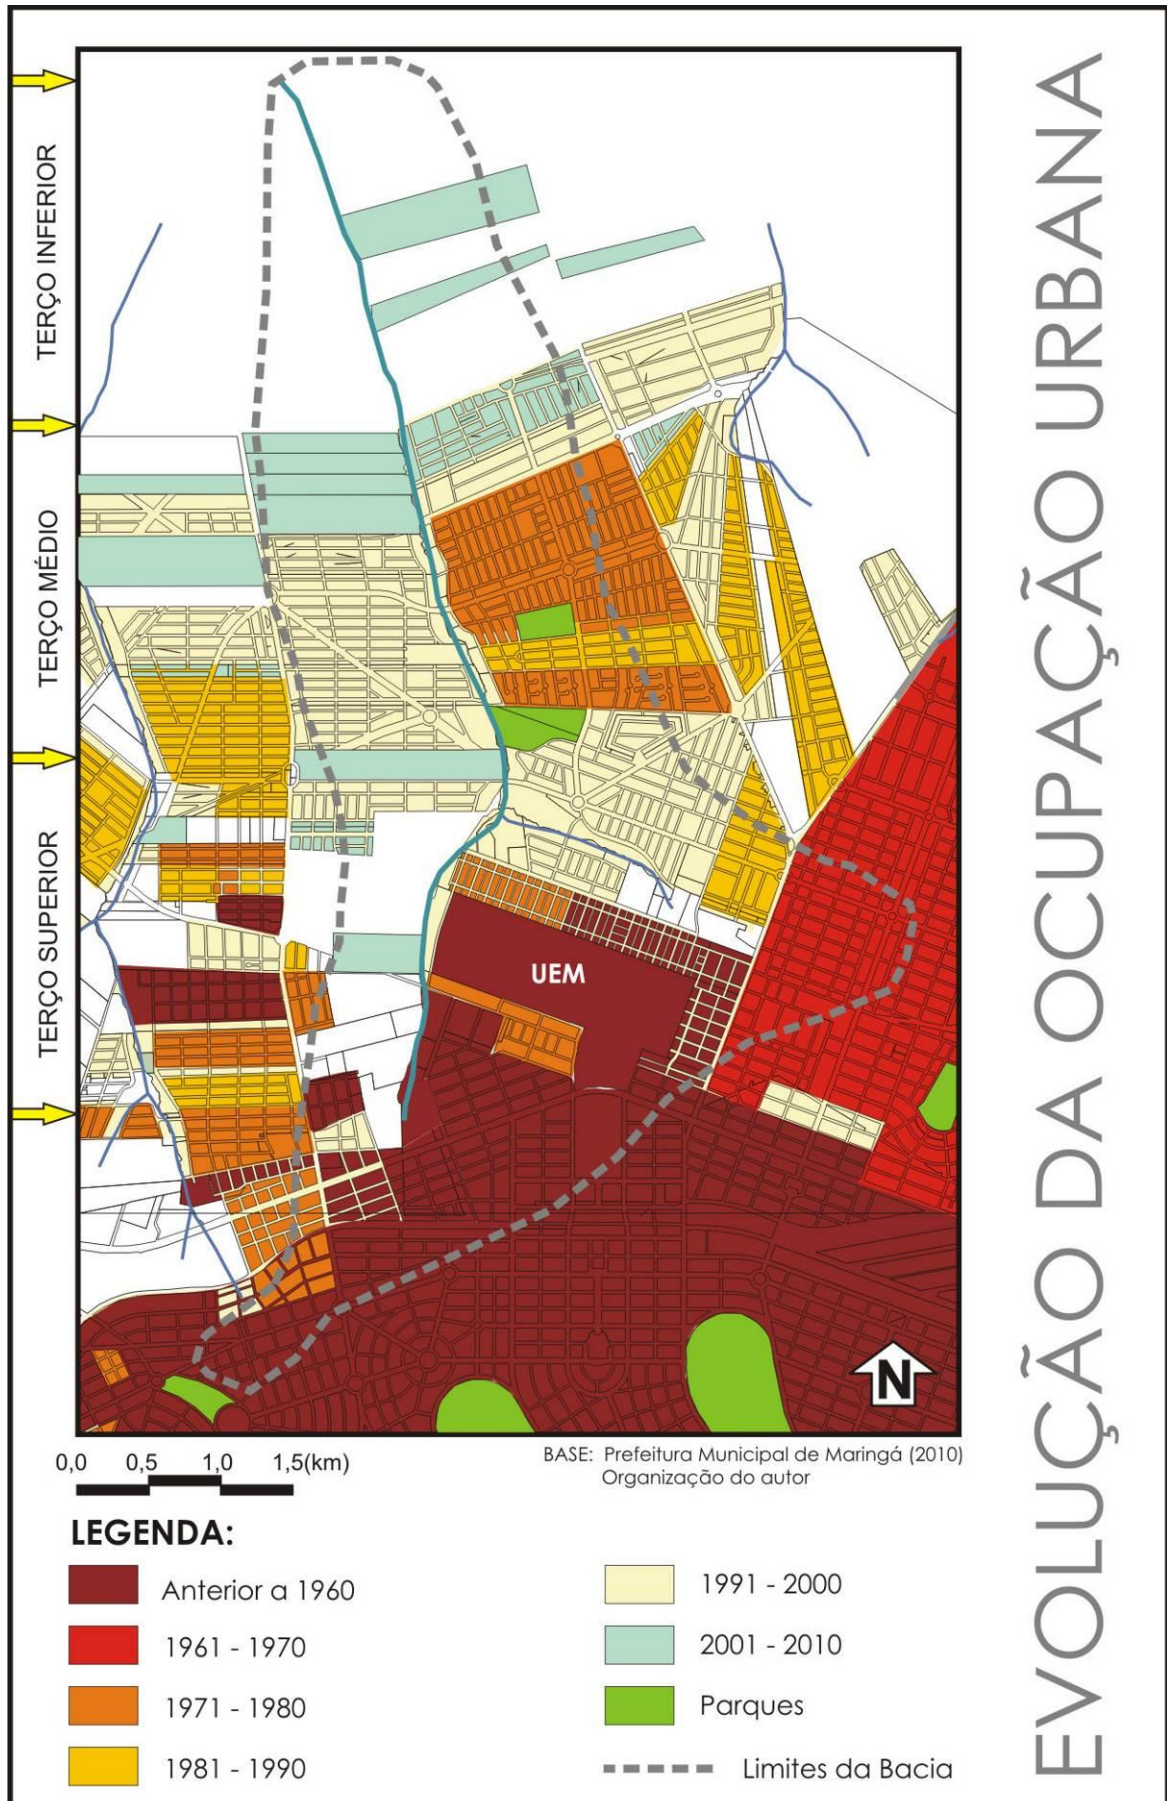 EVOLUÇÃO DA OCUPAÇÃO URBANA
TERÇO INFERIOR
TERÇO MÉDIO
TERÇO SUPERIOR
UEM
N
0,0 0,5 1,0 1,5(km)
BASE: Prefeitura Municipal de Maringá (2010)
Organização do autor
LEGENDA:
Anterior a 1960
1961 - 1970
1971 - 1980
1981 - 1990
1991 - 2000
2001 - 2010
Parques
Limites da Bacia